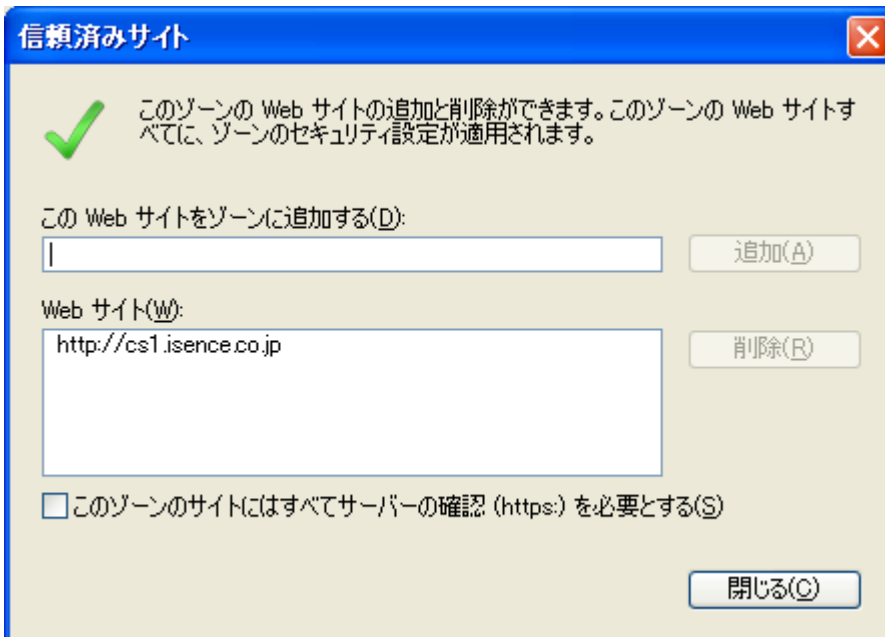 信頼済みサイト
このゾーンの Web サイトの追加と削除ができます。このゾーンの Web サイトす
べてに、ゾーンのセキュリティ設定が適用されます。
この Web サイトをゾーンに追加する(D):
追加(A)
Web サイト(W):
http://cs1.isence.co.jp
削除(R)
このゾーンのサイトにはすべてサーバーの確認 (https:) を必要とする(S)
閉じる(C)